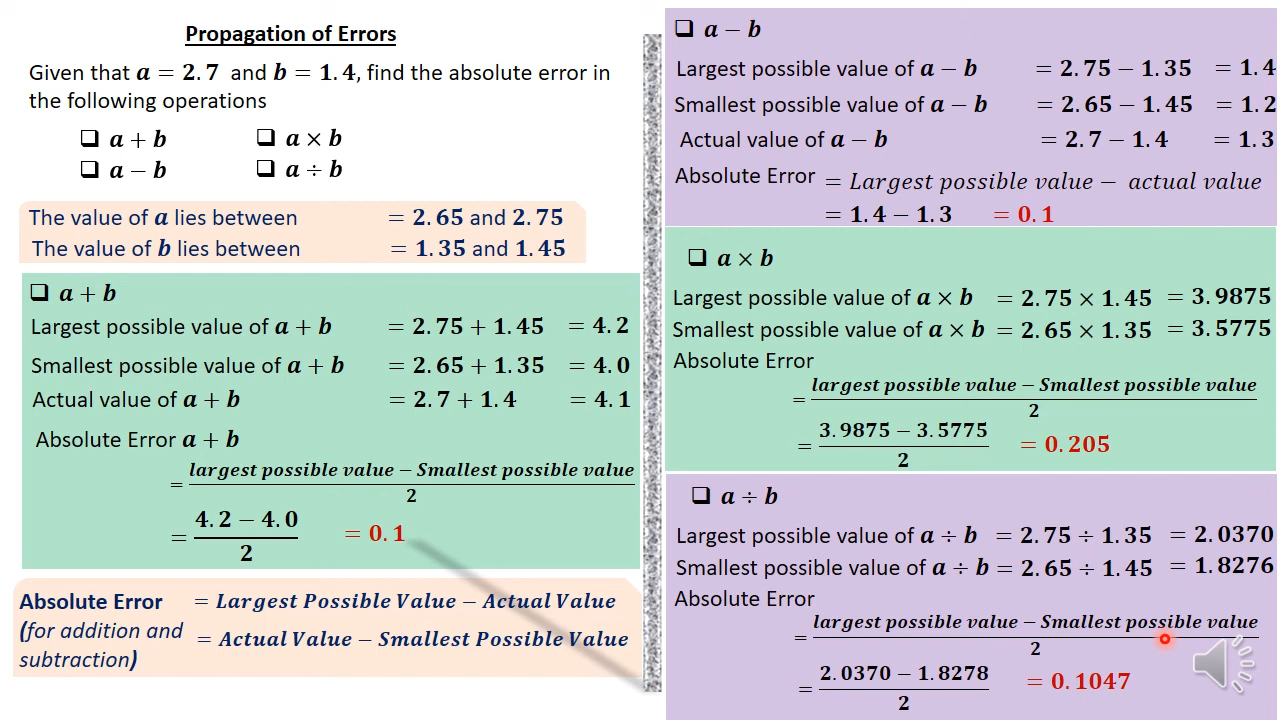 Propagation of Errors
Given that a = 2.7 and b = 1.4, find the absolute error in
the following operations
❑ a + b ❑ a × b
❑ a − b ❑ a ÷ b
The value of a lies between = 2.65 and 2.75
The value of b lies between = 1.35 and 1.45
❑ a + b
Largest possible value of a + b = 2.75 + 1.45 = 4.2
Smallest possible value of a + b = 2.65 + 1.35 = 4.0
Actual value of a + b = 2.7 + 1.4 = 4.1
Absolute Error a + b
= largest possible value − Smallest possible value / 2
= 4.2 − 4.0 / 2 = 0.1
Absolute Error = Largest Possible Value − Actual Value
(for addition and = Actual Value − Smallest Possible Value
subtraction)
❑ a − b
Largest possible value of a − b = 2.75 − 1.35 = 1.4
Smallest possible value of a − b = 2.65 − 1.45 = 1.2
Actual value of a − b = 2.7 − 1.4 = 1.3
Absolute Error = Largest possible value − actual value
= 1.4 − 1.3 = 0.1
❑ a × b
Largest possible value of a × b = 2.75 × 1.45 = 3.9875
Smallest possible value of a × b = 2.65 × 1.35 = 3.5775
Absolute Error
= largest possible value − Smallest possible value / 2
= 3.9875 − 3.5775 / 2 = 0.205
❑ a ÷ b
Largest possible value of a ÷ b = 2.75 ÷ 1.35 = 2.0370
Smallest possible value of a ÷ b = 2.65 ÷ 1.45 = 1.8276
Absolute Error
= largest possible value − Smallest possible value / 2
= 2.0370 − 1.8278 / 2 = 0.1047